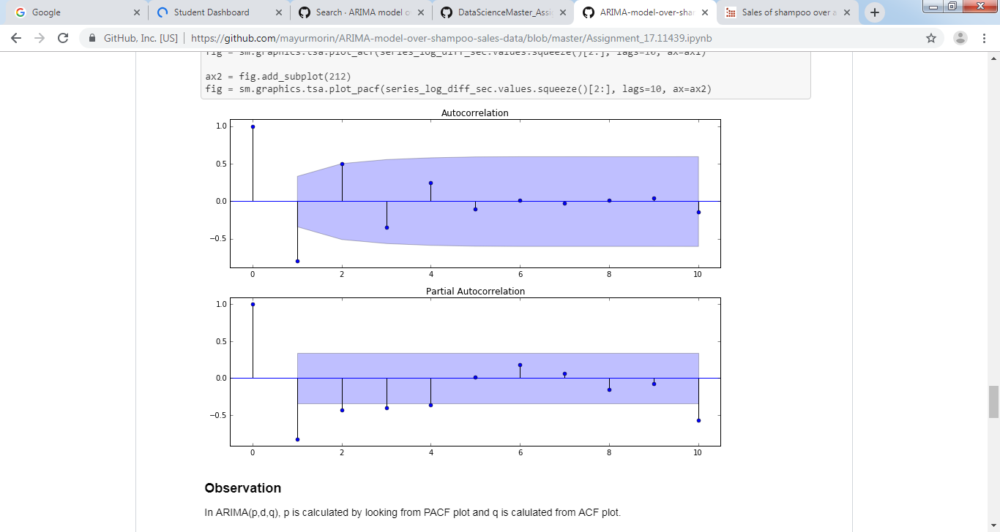 Google
Student Dashboard
Search · ARIMA model o
DataScienceMaster_Assi
ARIMA-model-over-sha
Sales of shampoo over a
GitHub, Inc. [US] | https://github.com/mayurmorin/ARIMA-model-over-shampoo-sales-data/blob/master/Assignment_17.11439.ipynb
fig = sm.graphics.tsa.plot_acf(series_log_diff_sec.values.squeeze()[2:], lags=10, ax=ax1)
ax2 = fig.add_subplot(212)
fig = sm.graphics.tsa.plot_pacf(series_log_diff_sec.values.squeeze()[2:], lags=10, ax=ax2)
Autocorrelation
1.0
0.5
0.0
−0.5
0 2 4 6 8 10
Partial Autocorrelation
1.0
0.5
0.0
−0.5
0 2 4 6 8 10
Observation
In ARIMA(p,d,q), p is calculated by looking from PACF plot and q is calulated from ACF plot.